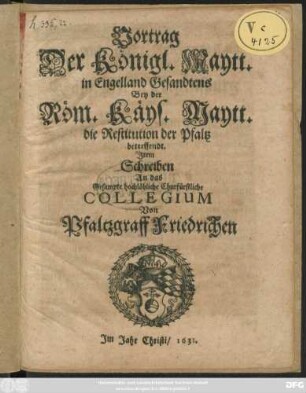 Vortrag
Der Königl. Maytt.
in Engelland Gesandtens
Bey der
Röm. Käys. Maytt.
die Restitution der Pfaltz
betreffendt.
Item
Schreiben
An das
Gesampte hochlöbliche Churfürstliche
COLLEGIUM
Von
Pfaltzgraff Friedrichen
Im Jahr Christi / 1631.
V c
4125